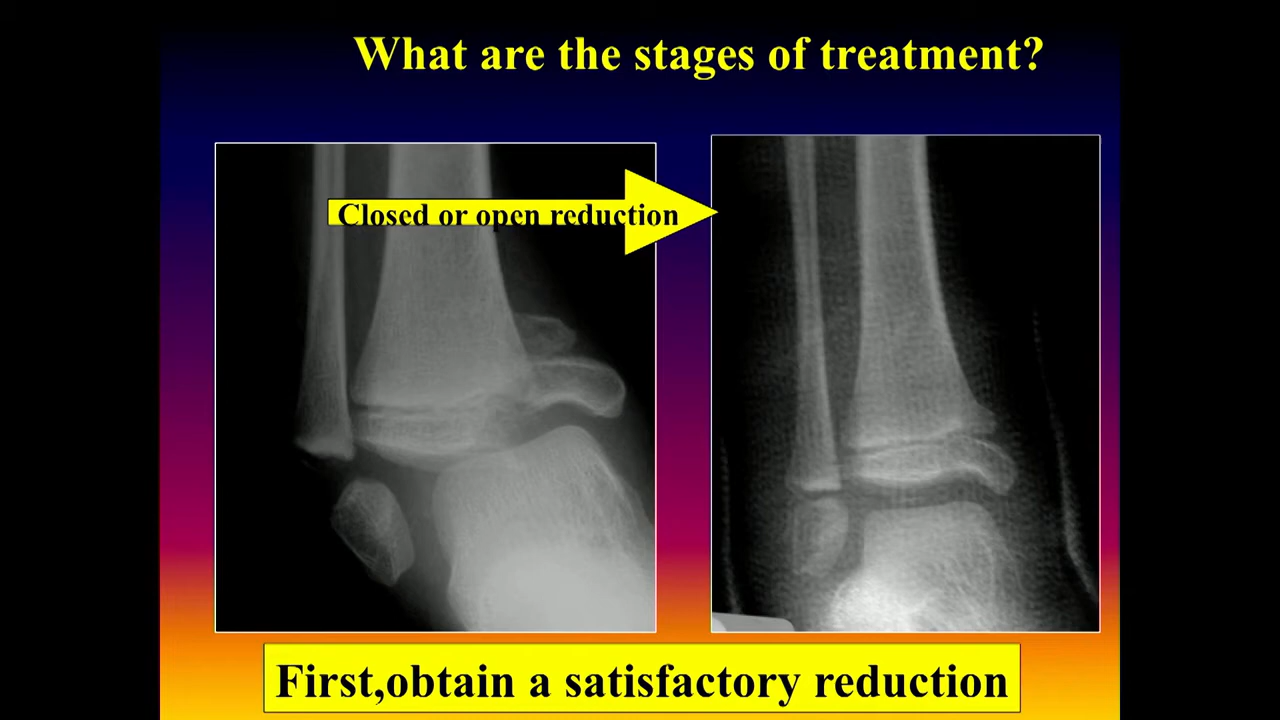 What are the stages of treatment?
Closed or open reduction
First,obtain a satisfactory reduction